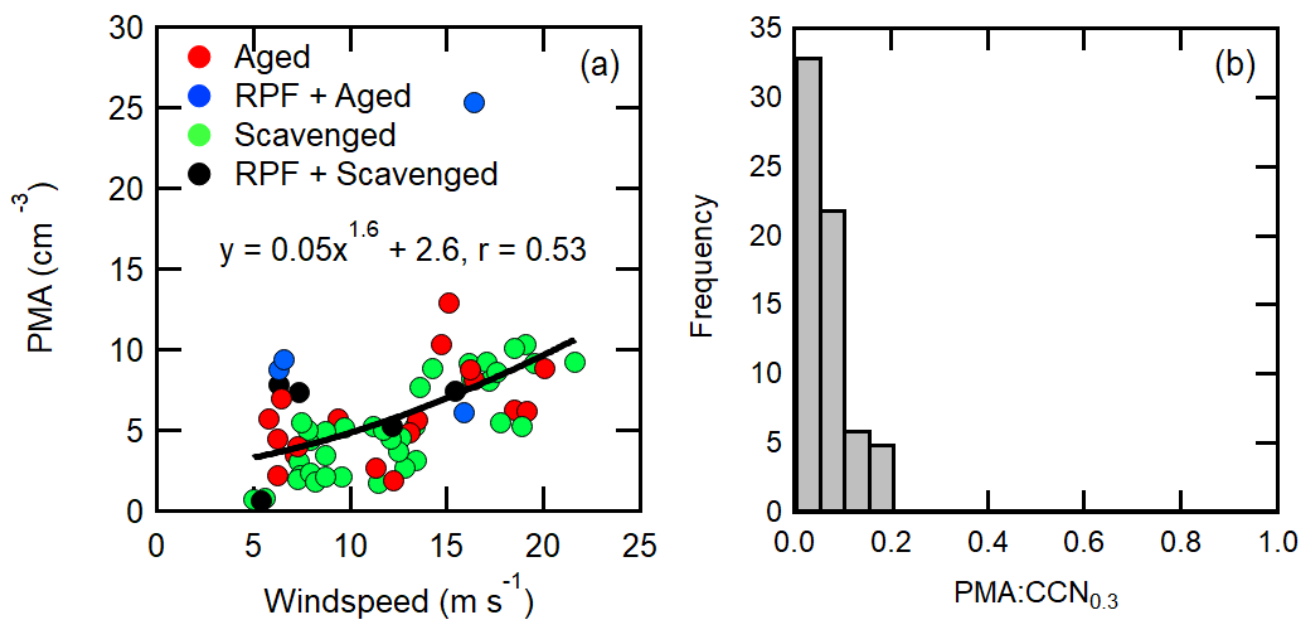 30
25
20
15
10
5
0
PMA (cm⁻³)
Aged
RPF + Aged
Scavenged
RPF + Scavenged
(a)
y = 0.05x^1.6 + 2.6, r = 0.53
0 5 10 15 20 25
Windspeed (m s⁻¹)
35
30
25
20
15
10
5
0
Frequency
(b)
0.0 0.2 0.4 0.6 0.8 1.0
PMA:CCN₀.₃